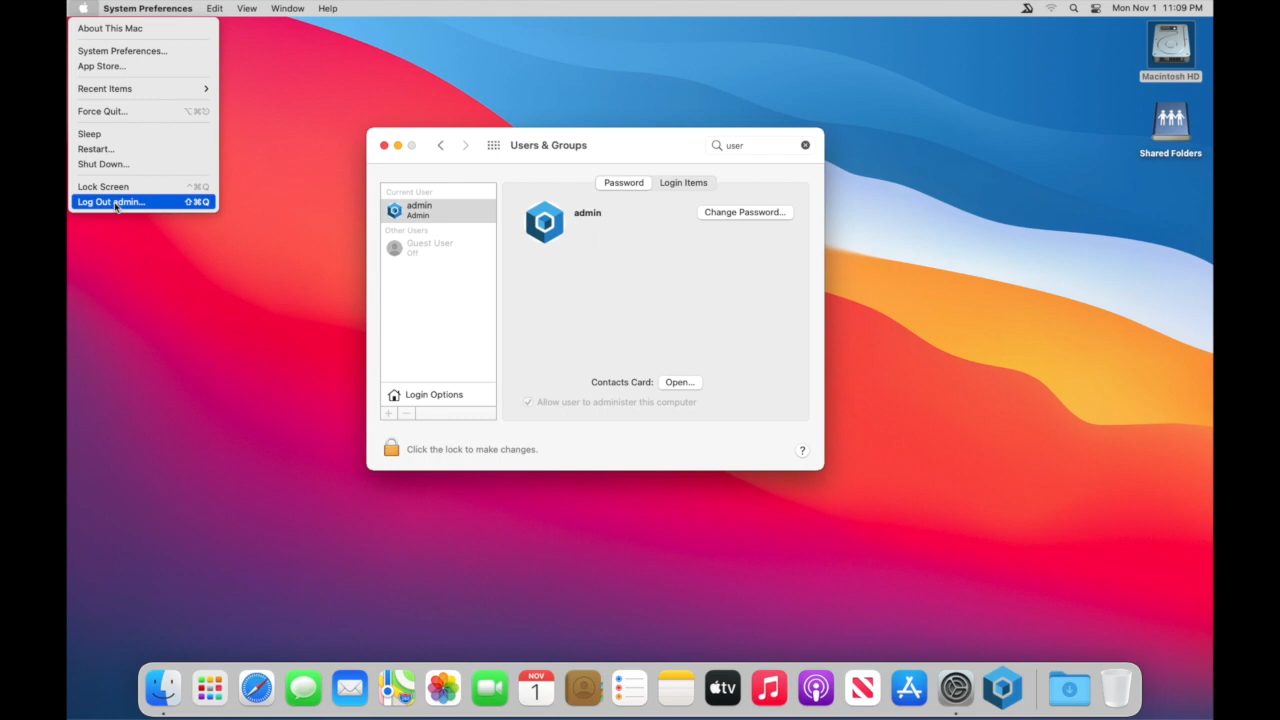 System Preferences Edit View Window Help Mon Nov 1 11:09 PM
About This Mac
System Preferences...
App Store...
Recent Items
Force Quit... ⌥⌘⎋
Sleep
Restart...
Shut Down...
Lock Screen ^⌘Q
Log Out admin... ⇧⌘Q
Macintosh HD
Shared Folders
Users & Groups
user
Password Login Items
Current User
admin
Admin
Other Users
Guest User
Off
Login Options
+ −
admin
Change Password...
Contacts Card: Open...
Allow user to administer this computer
Click the lock to make changes.
?
NOV
1
tv